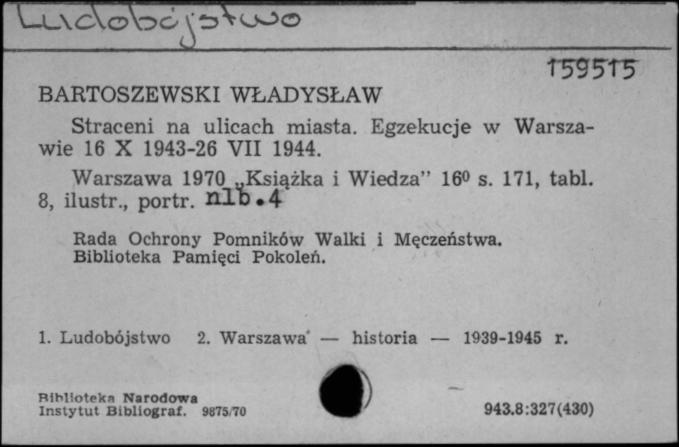 Ludobójstwo
159515
BARTOSZEWSKI WŁADYSŁAW
Straceni na ulicach miasta. Egzekucje w Warsza-
wie 16 X 1943-26 VII 1944.
Warszawa 1970 „Książka i Wiedza” 16⁰ s. 171, tabl.
8, ilustr., portr. nlb.4
Rada Ochrony Pomników Walki i Męczeństwa.
Biblioteka Pamięci Pokoleń.
1. Ludobójstwo 2. Warszawa — historia — 1939-1945 r.
Biblioteka Narodowa
Instytut Bibliograf. 9875/70
943.8:327(430)